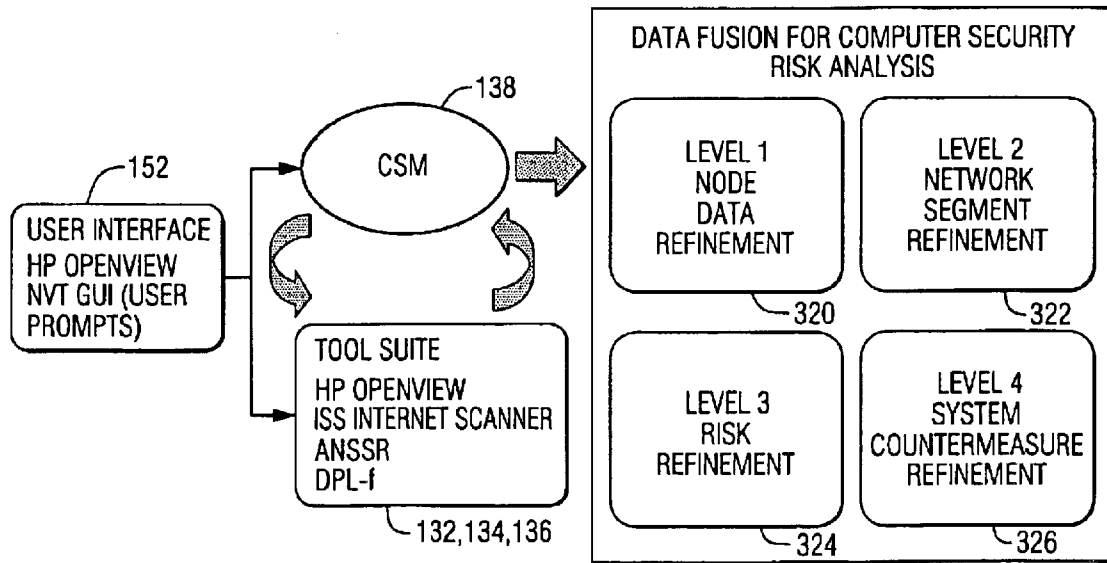 138
CSM
152
USER INTERFACE
HP OPENVIEW
NVT GUI (USER
PROMPTS)
TOOL SUITE
HP OPENVIEW
ISS INTERNET SCANNER
ANSSR
DPL-f
132,134,136
DATA FUSION FOR COMPUTER SECURITY
RISK ANALYSIS
LEVEL 1
NODE
DATA
REFINEMENT
320
LEVEL 2
NETWORK
SEGMENT
REFINEMENT
322
LEVEL 3
RISK
REFINEMENT
324
LEVEL 4
SYSTEM
COUNTERMEASURE
REFINEMENT
326